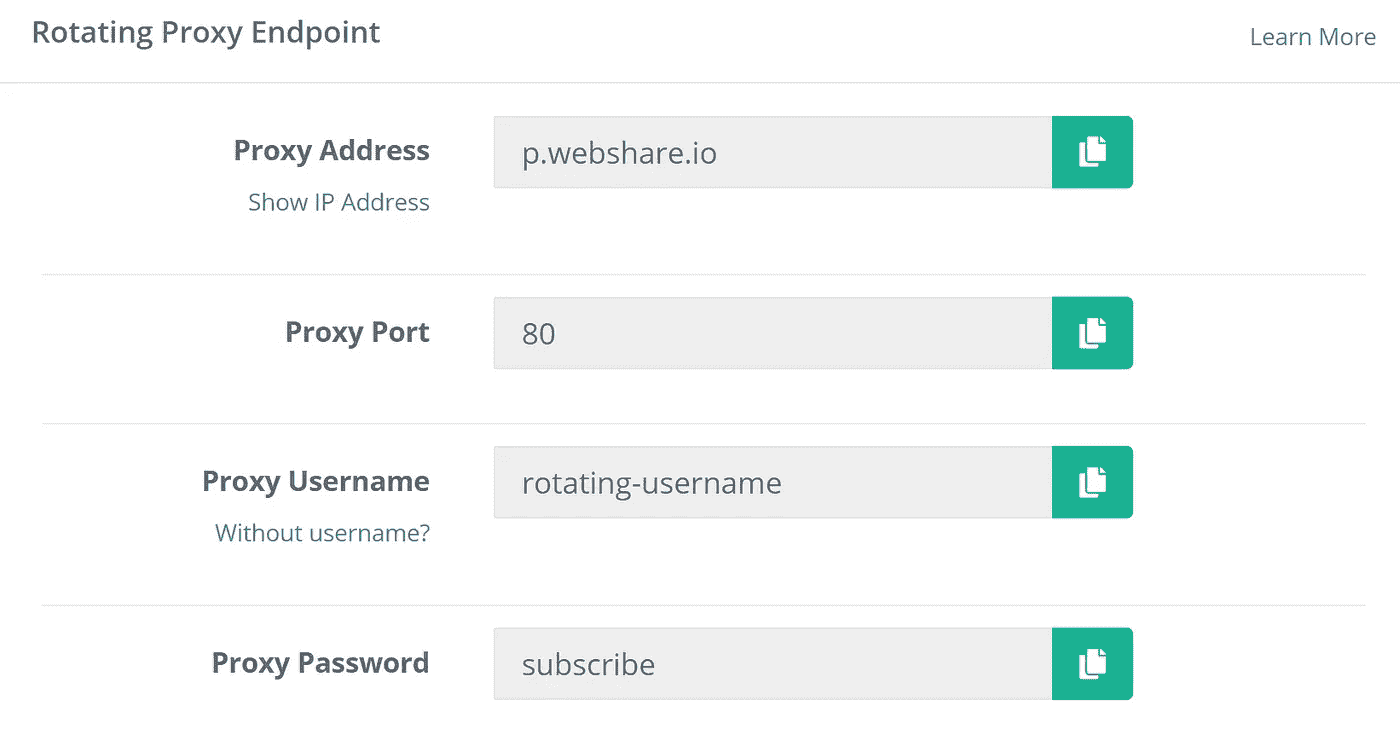 Rotating Proxy Endpoint
Learn More
Proxy Address
p.webshare.io
Show IP Address
Proxy Port
80
Proxy Username
rotating-username
Without username?
Proxy Password
subscribe